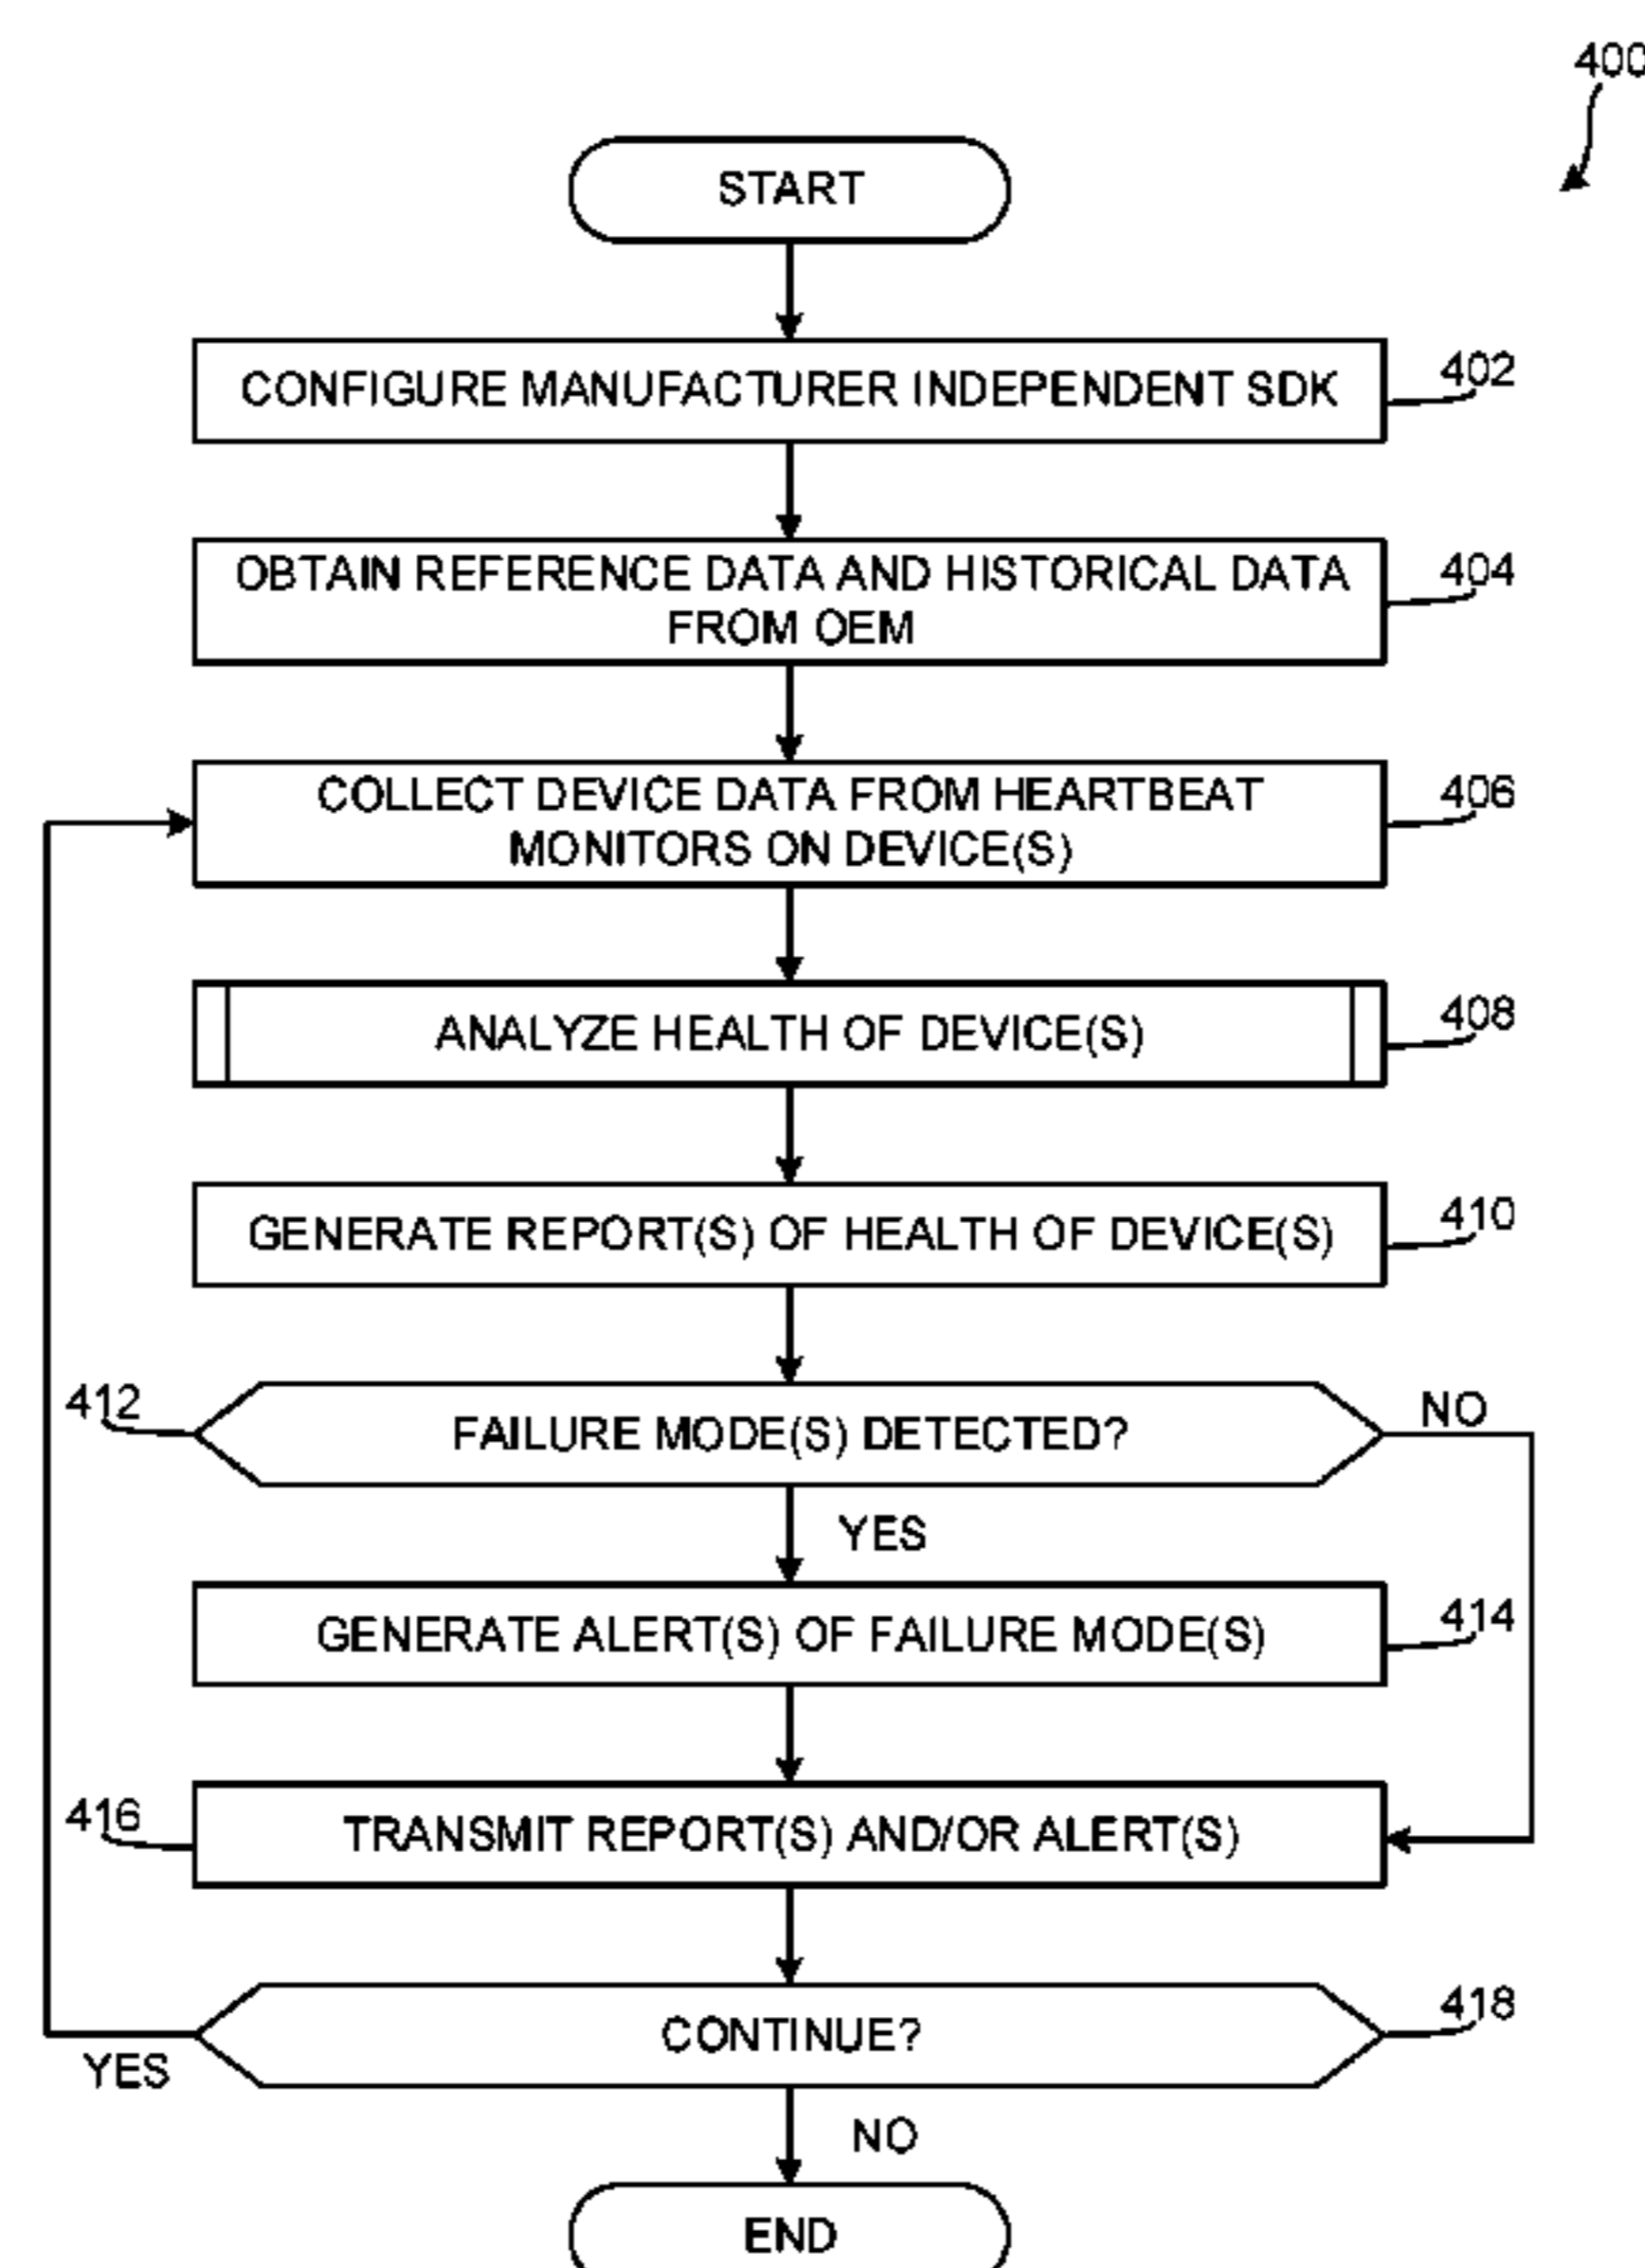 400
START
CONFIGURE MANUFACTURER INDEPENDENT SDK
402
OBTAIN REFERENCE DATA AND HISTORICAL DATA
FROM OEM
404
COLLECT DEVICE DATA FROM HEARTBEAT
MONITORS ON DEVICE(S)
406
ANALYZE HEALTH OF DEVICE(S)
408
GENERATE REPORT(S) OF HEALTH OF DEVICE(S)
410
412
FAILURE MODE(S) DETECTED?
NO
YES
GENERATE ALERT(S) OF FAILURE MODE(S)
414
416
TRANSMIT REPORT(S) AND/OR ALERT(S)
CONTINUE?
418
YES
NO
END